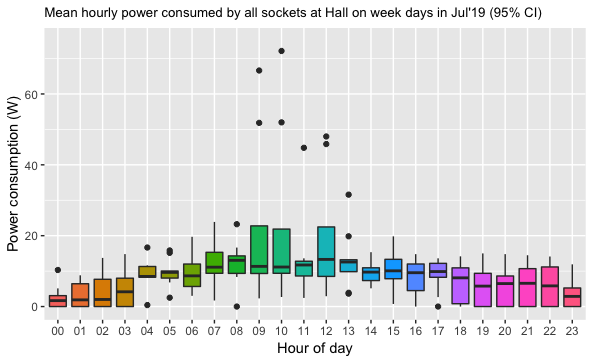 Mean hourly power consumed by all sockets at Hall on week days in Jul'19 (95% CI)
Power consumption (W)
60
40
20
0
00 01 02 03 04 05 06 07 08 09 10 11 12 13 14 15 16 17 18 19 20 21 22 23
Hour of day